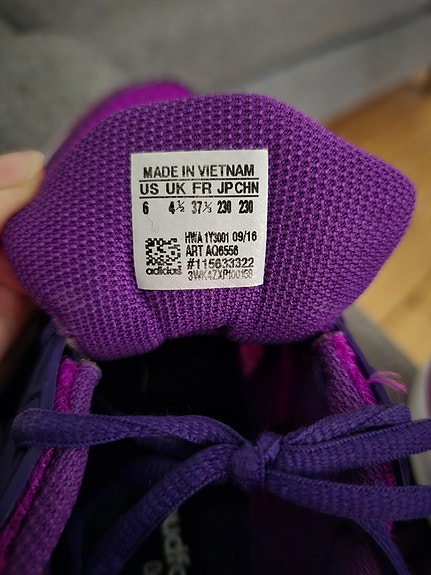 MADE IN VIETNAM
US UK FR JP CHN
6 4½ 37⅓ 230 230
HWA 1Y3001 09/16
ART AQ6556
#115633322
adidas